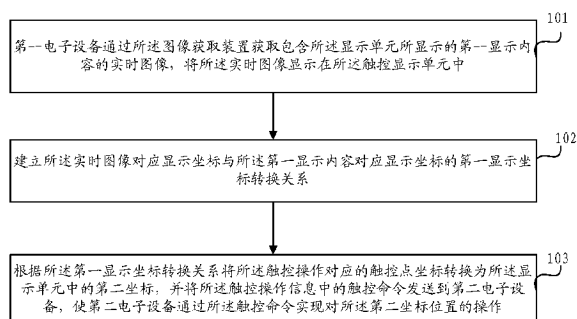 101
第一电子设备通过所述图像获取装置获取包含所述显示单元所显示的第一显示内
容的实时图像，将所述实时图像显示在所述触控显示单元中
102
建立所述实时图像对应显示坐标与所述第一显示内容对应显示坐标的第一显示坐
标转换关系
103
根据所述第一显示坐标转换关系将所述触控操作对应的触控点坐标转换为所述显
示单元中的第二坐标，并将所述触控操作信息中的触控命令发送到第二电子设
备，使第二电子设备通过所述触控命令实现对所述第二坐标位置的操作